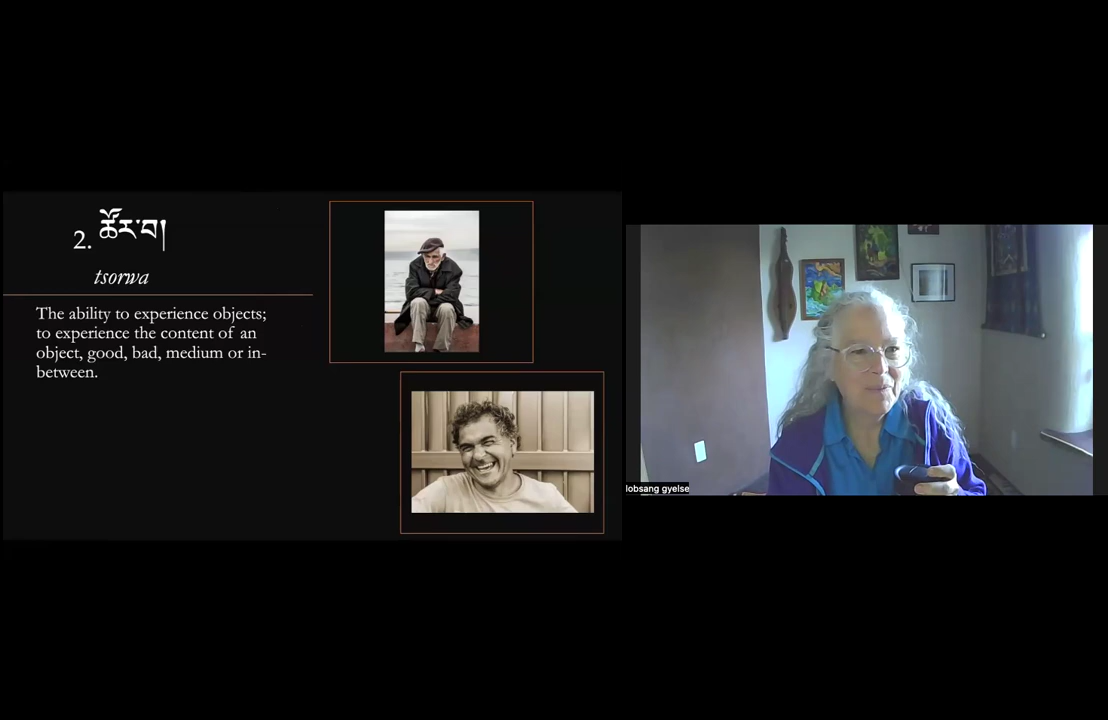 2. ཚོར་བ།
tsorwa
The ability to experience objects;
to experience the content of an
object, good, bad, medium or in-
between.
lobsang gyelse